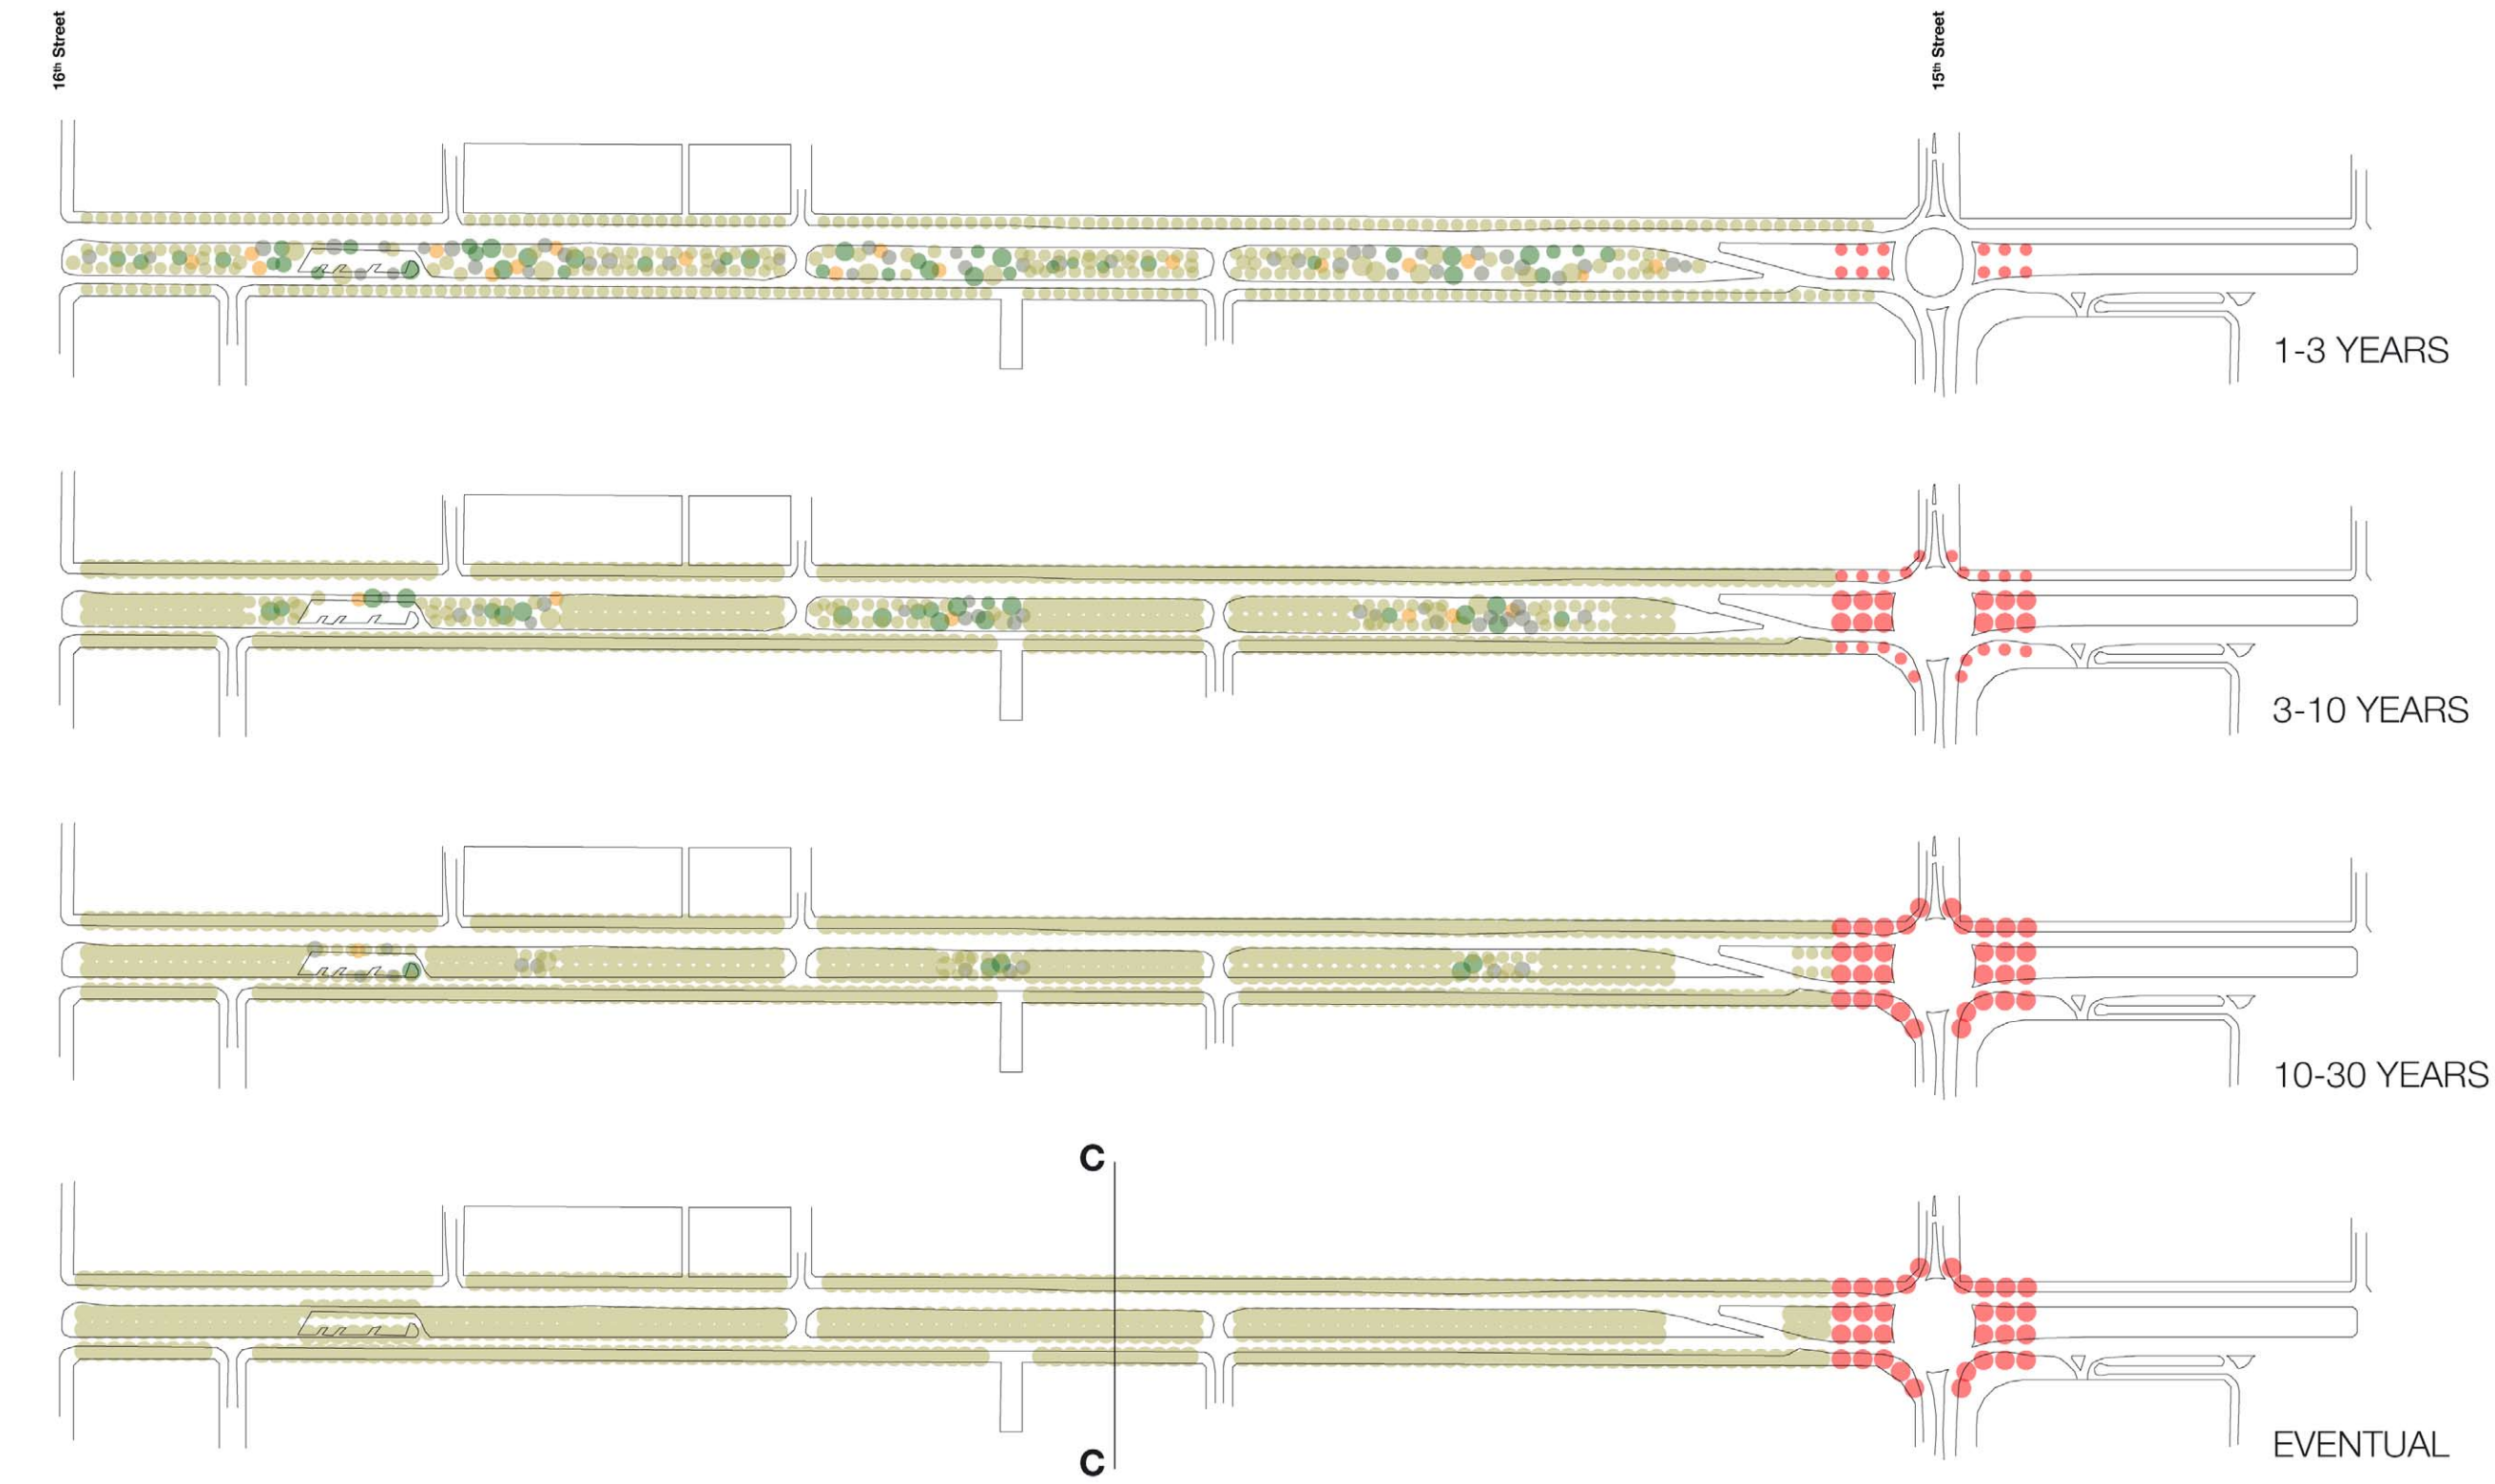 16th Street
15th Street
1-3 YEARS
3-10 YEARS
10-30 YEARS
C
C
EVENTUAL